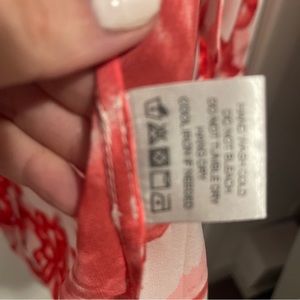 HAND WASH COLD
DO NOT BLEACH
DO NOT TUMBLE DRY
HANG DRY
COOL IRON IF NEEDED